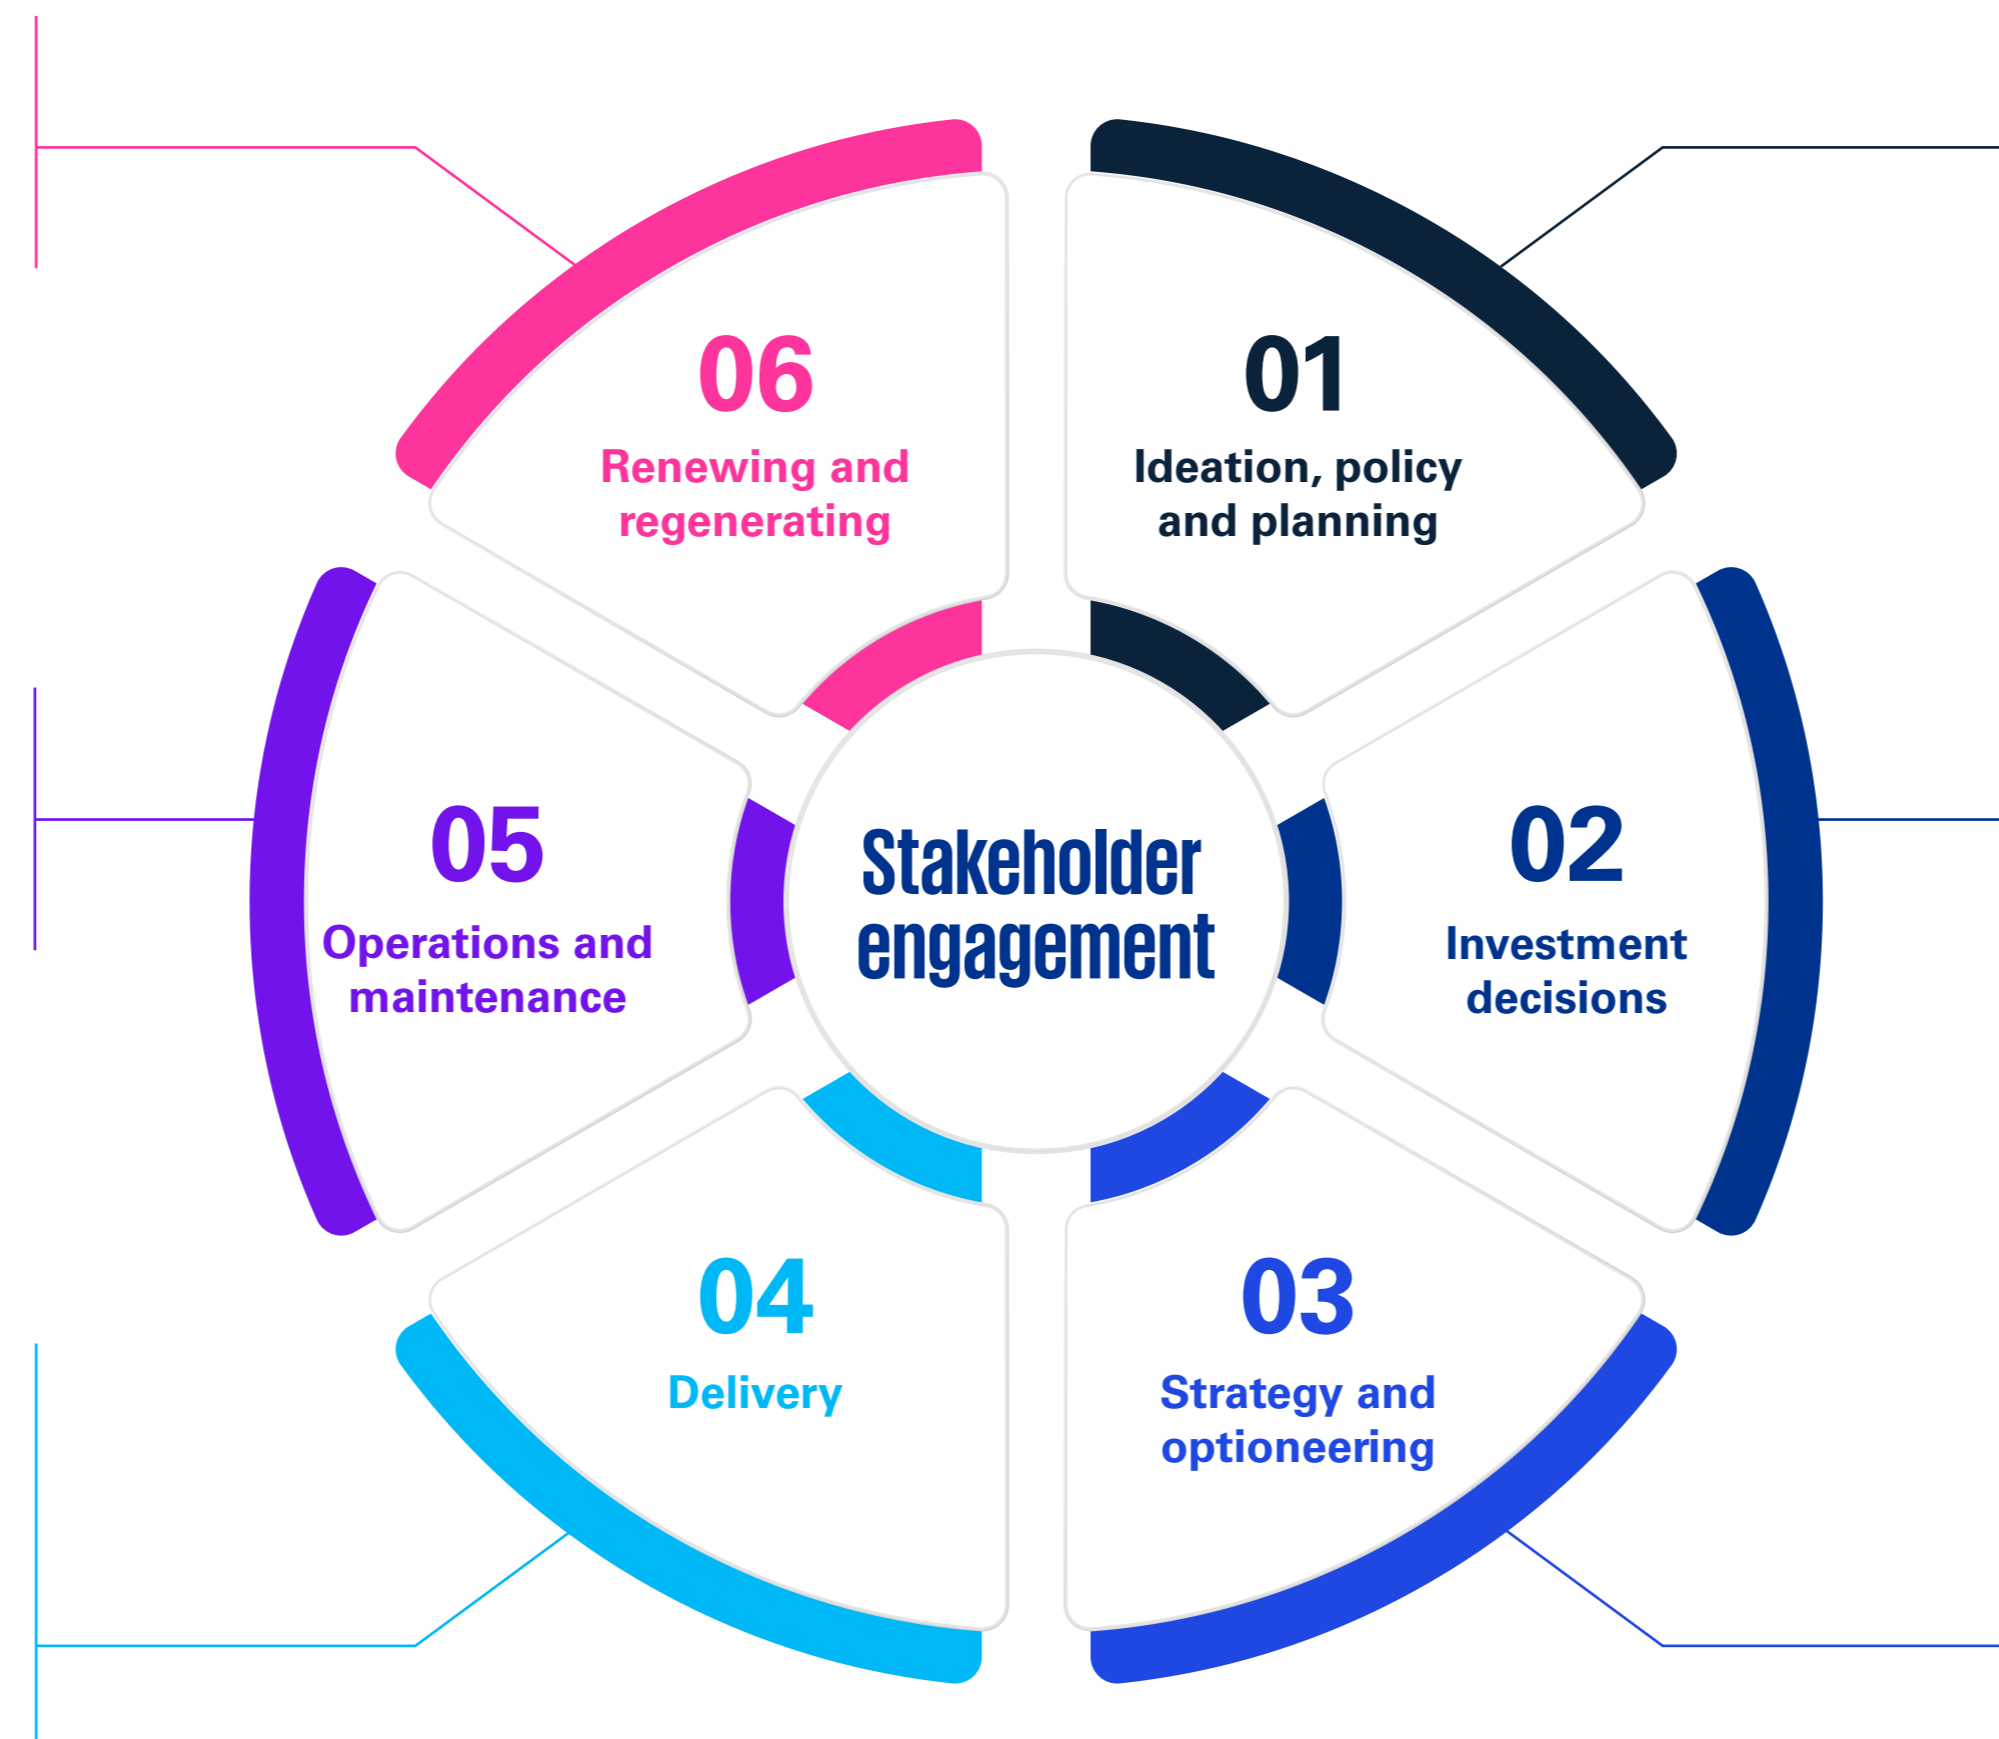 01
Ideation, policy
and planning
02
Investment
decisions
03
Strategy and
optioneering
04
Delivery
05
Operations and
maintenance
06
Renewing and
regenerating
Stakeholder
engagement